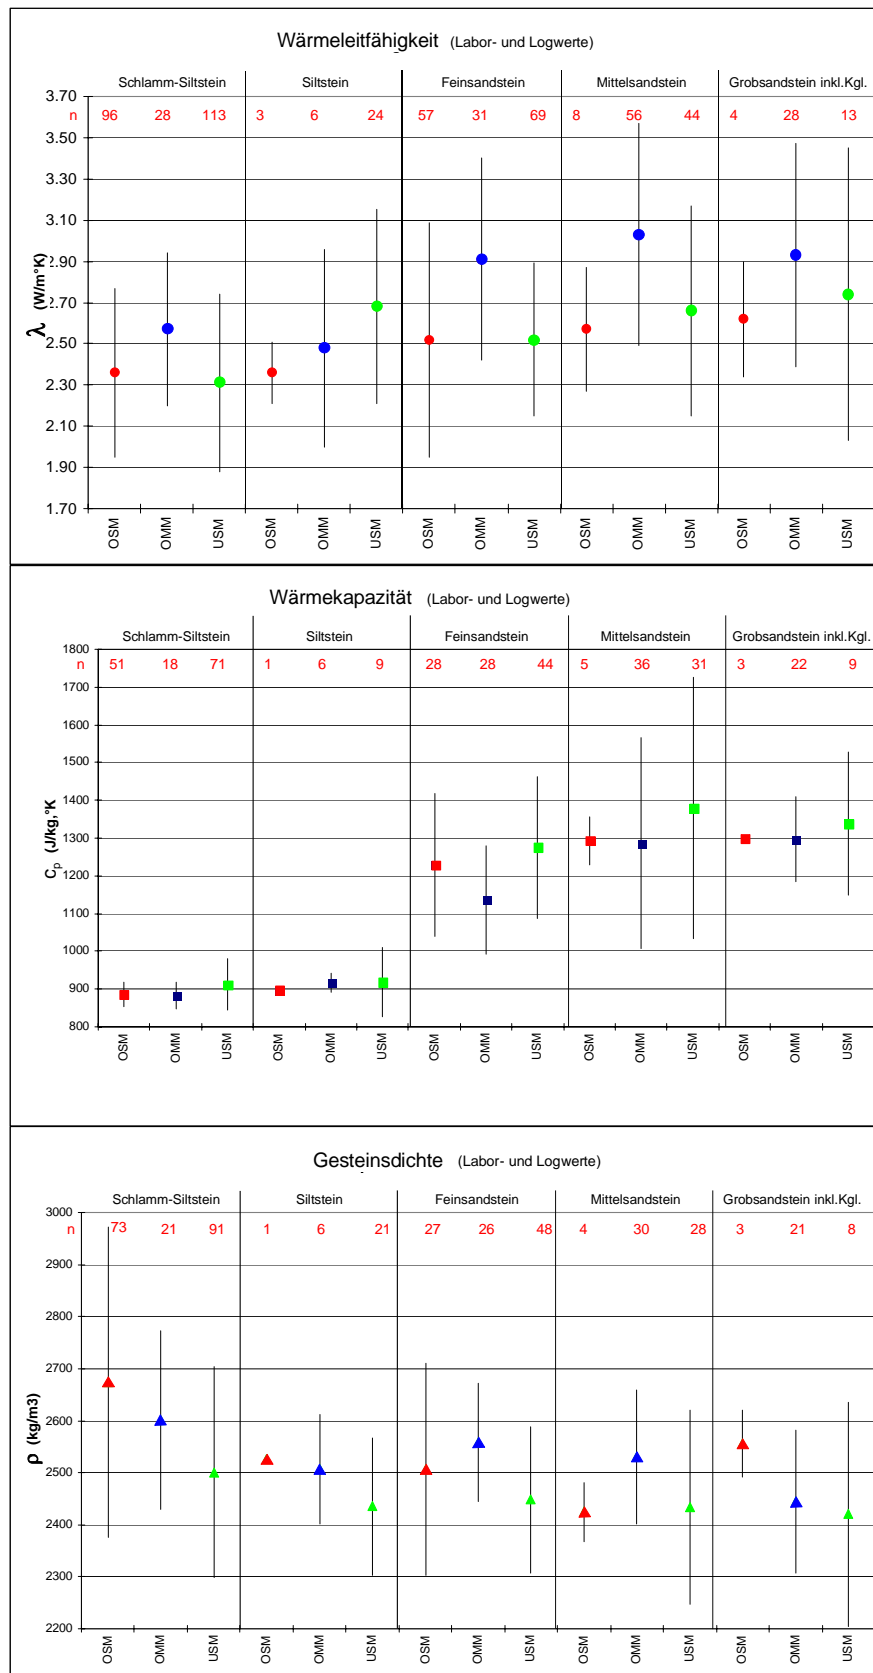 Wärmeleitfähigkeit (Labor- und Logwerte)
Schlamm-Siltstein Siltstein Feinsandstein Mittelsandstein Grobsandstein inkl.Kgl.
3.70
n 96 28 113 3 6 24 57 31 69 8 56 44 4 28 13
3.50
3.30
3.10
2.90
2.70
2.50
2.30
2.10
1.90
1.70
λ (W/m°K)
OSM OMM USM OSM OMM USM OSM OMM USM OSM OMM USM OSM OMM USM
Wärmekapazität (Labor- und Logwerte)
Schlamm-Siltstein Siltstein Feinsandstein Mittelsandstein Grobsandstein inkl.Kgl.
1800
n 51 18 71 1 6 9 28 28 44 5 36 31 3 22 9
1700
1600
1500
1400
1300
1200
1100
1000
900
800
Cp (J/kg,°K
OSM OMM USM OSM OMM USM OSM OMM USM OSM OMM USM OSM OMM USM
Gesteinsdichte (Labor- und Logwerte)
Schlamm-Siltstein Siltstein Feinsandstein Mittelsandstein Grobsandstein inkl.Kgl.
3000
n 73 21 91 1 6 21 27 26 48 4 30 28 3 21 8
2900
2800
2700
2600
2500
2400
2300
2200
ρ (kg/m3)
OSM OMM USM OSM OMM USM OSM OMM USM OSM OMM USM OSM OMM USM